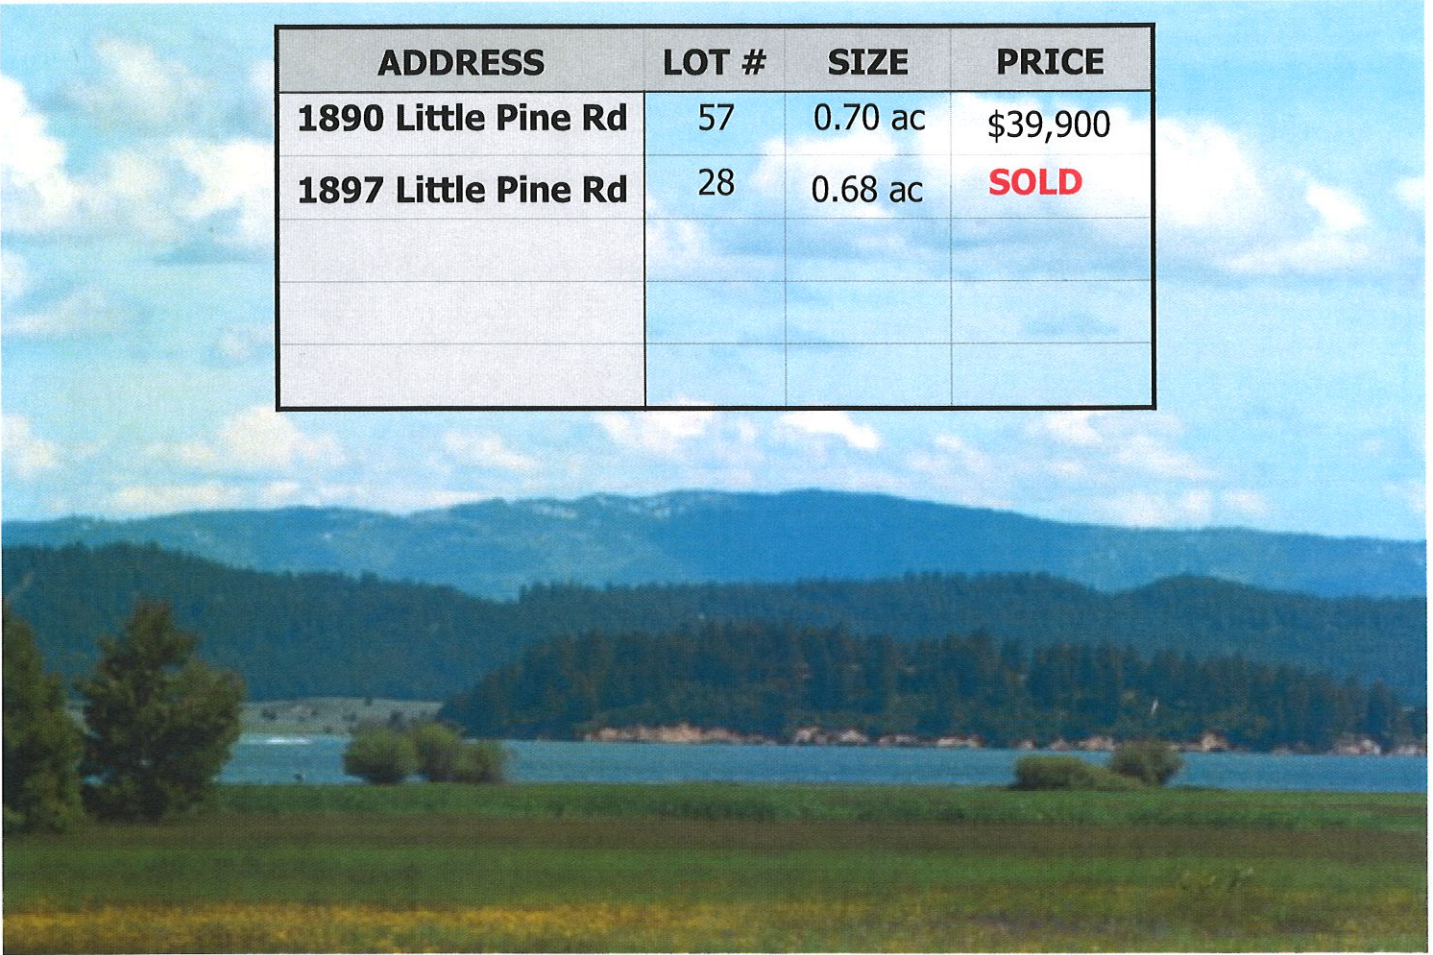 ADDRESS LOT # SIZE PRICE
1890 Little Pine Rd 57 0.70 ac $39,900
1897 Little Pine Rd 28 0.68 ac SOLD